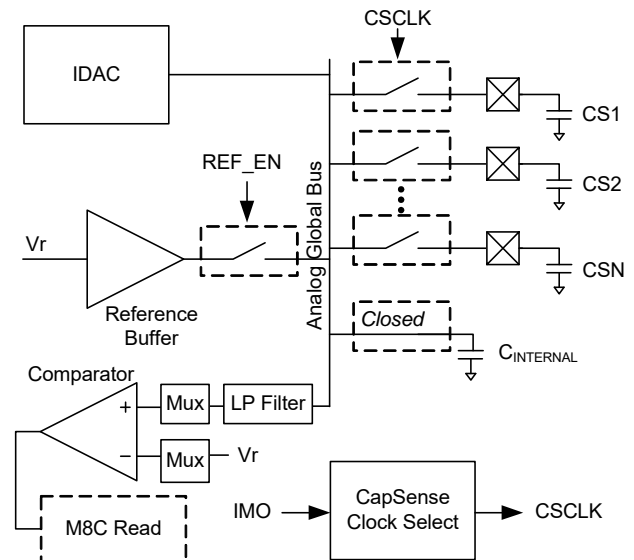 CSCLK
IDAC
CS1
REF_EN
CS2
Vr
Analog Global Bus
CSN
Reference
Buffer
Closed
CINTERNAL
Comparator
+
Mux
LP Filter
−
Mux
Vr
M8C Read
IMO
CapSense
Clock Select
CSCLK